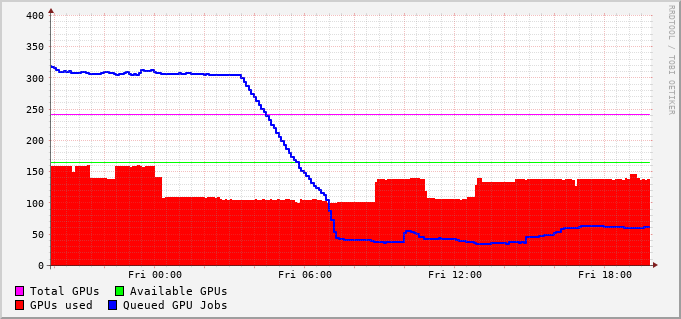 400
350
300
250
200
150
100
50
0
Fri 00:00 Fri 06:00 Fri 12:00 Fri 18:00
Total GPUs Available GPUs
GPUs used Queued GPU Jobs
RRDTOOL / TOBI OETIKER